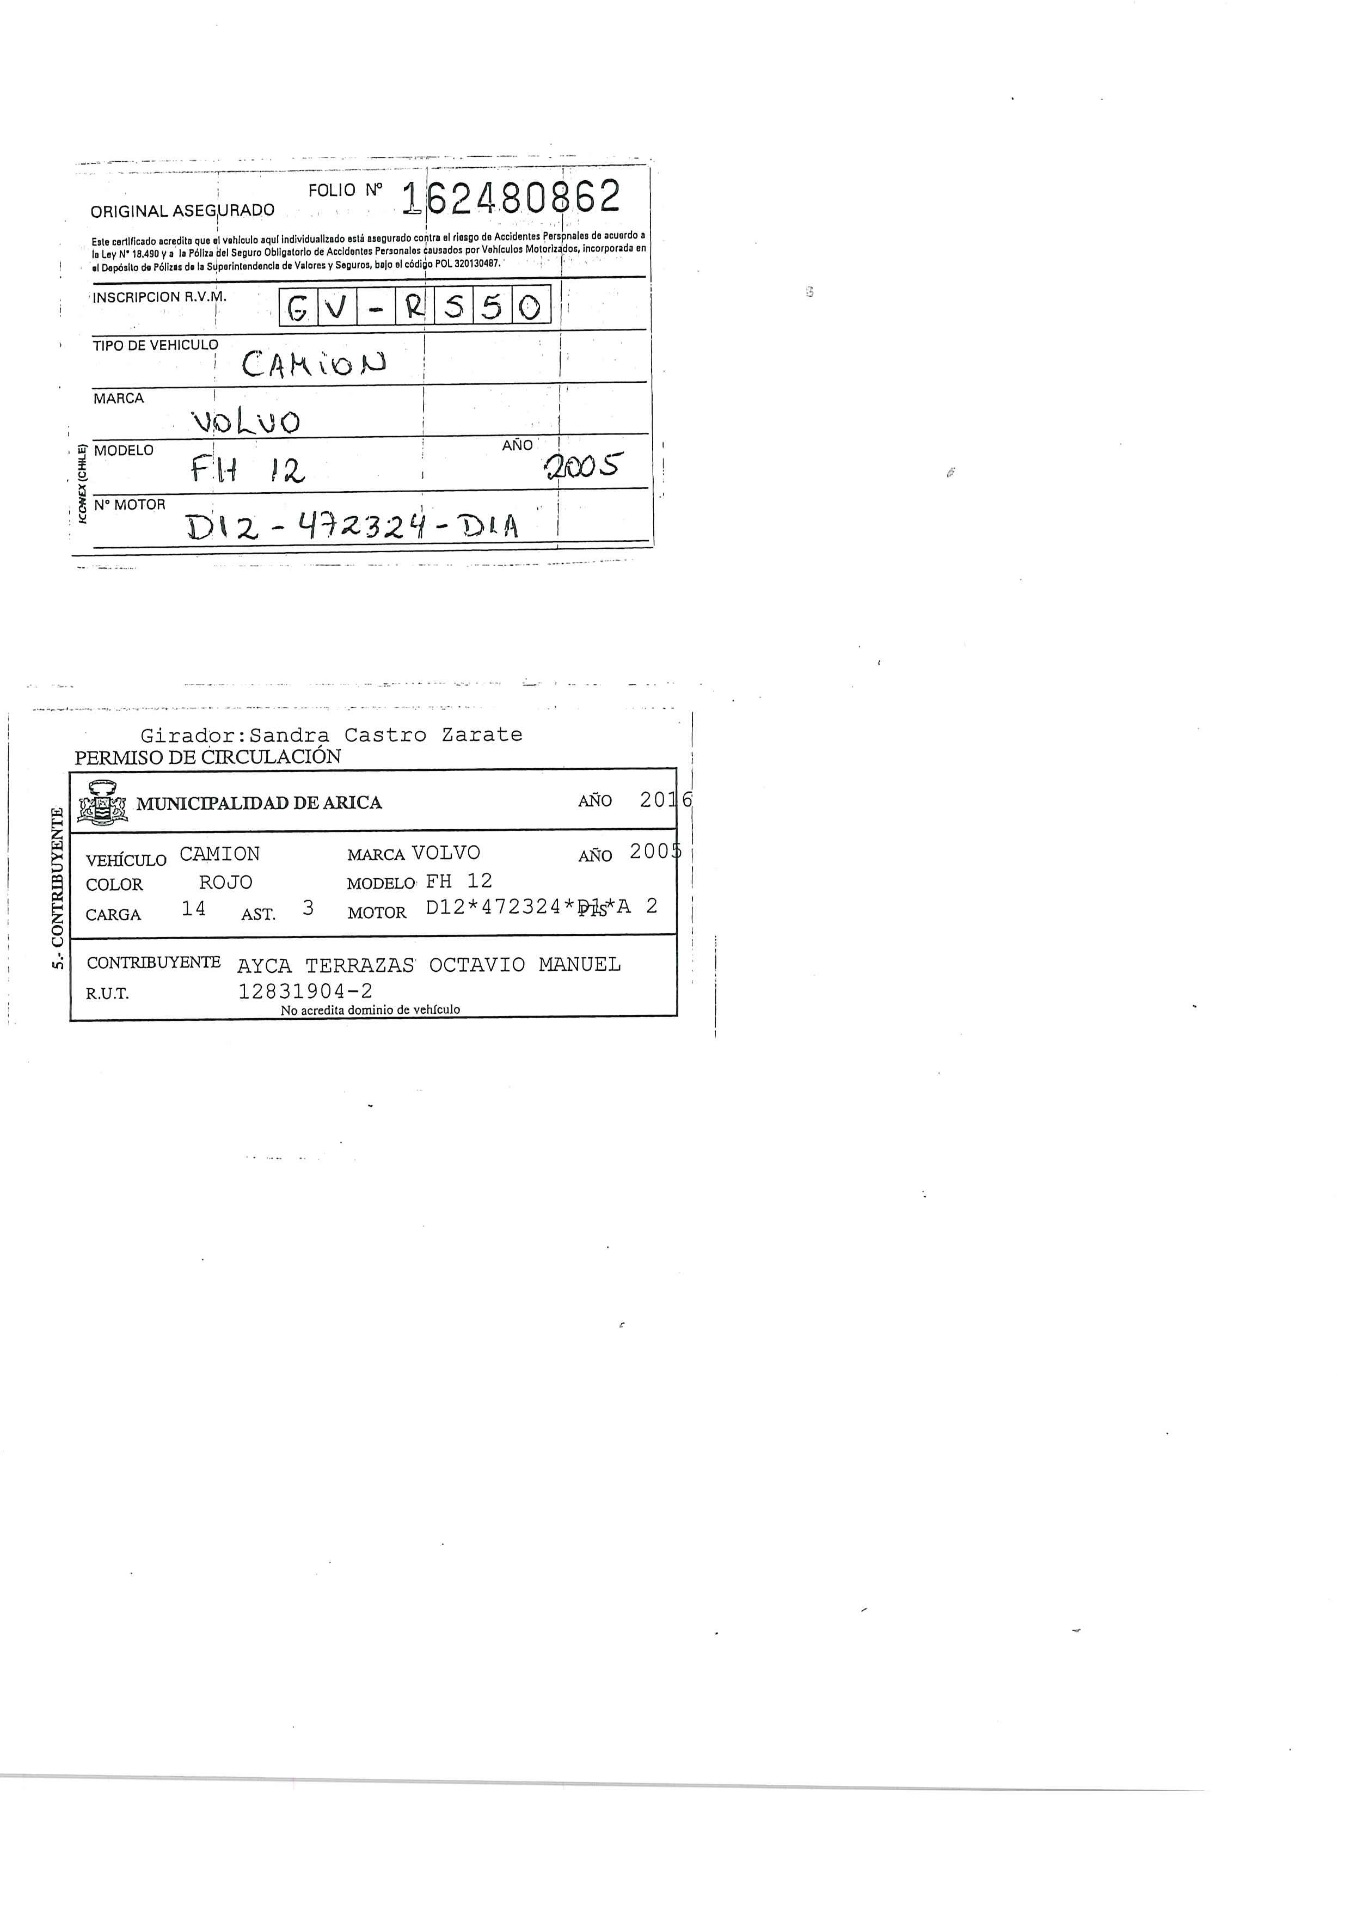 FOLIO Nº 162480862
ORIGINAL ASEGURADO
Este certificado acredita que el vehículo aquí individualizado está asegurado contra el riesgo de Accidentes Personales de acuerdo a
la Ley Nº 18.490 y a la Póliza del Seguro Obligatorio de Accidentes Personales causados por Vehículos Motorizados, incorporada en
el Depósito de Pólizas de la Superintendencia de Valores y Seguros, bajo el código POL 320130487.
INSCRIPCION R.V.M. GV-RS50
TIPO DE VEHICULO CAMION
MARCA VOLVO
MODELO FH 12 AÑO 2005
Nº MOTOR D12-472324-D1A
ICONEX (CHILE)
Girador:Sandra Castro Zarate
PERMISO DE CIRCULACIÓN
MUNICIPALIDAD DE ARICA AÑO 2016
VEHÍCULO CAMION MARCA VOLVO AÑO 2005
COLOR ROJO MODELO FH 12
CARGA 14 AST. 3 MOTOR D12*472324* *A 2
CONTRIBUYENTE AYCA TERRAZAS OCTAVIO MANUEL
R.U.T. 12831904-2
No acredita dominio de vehículo
5.- CONTRIBUYENTE